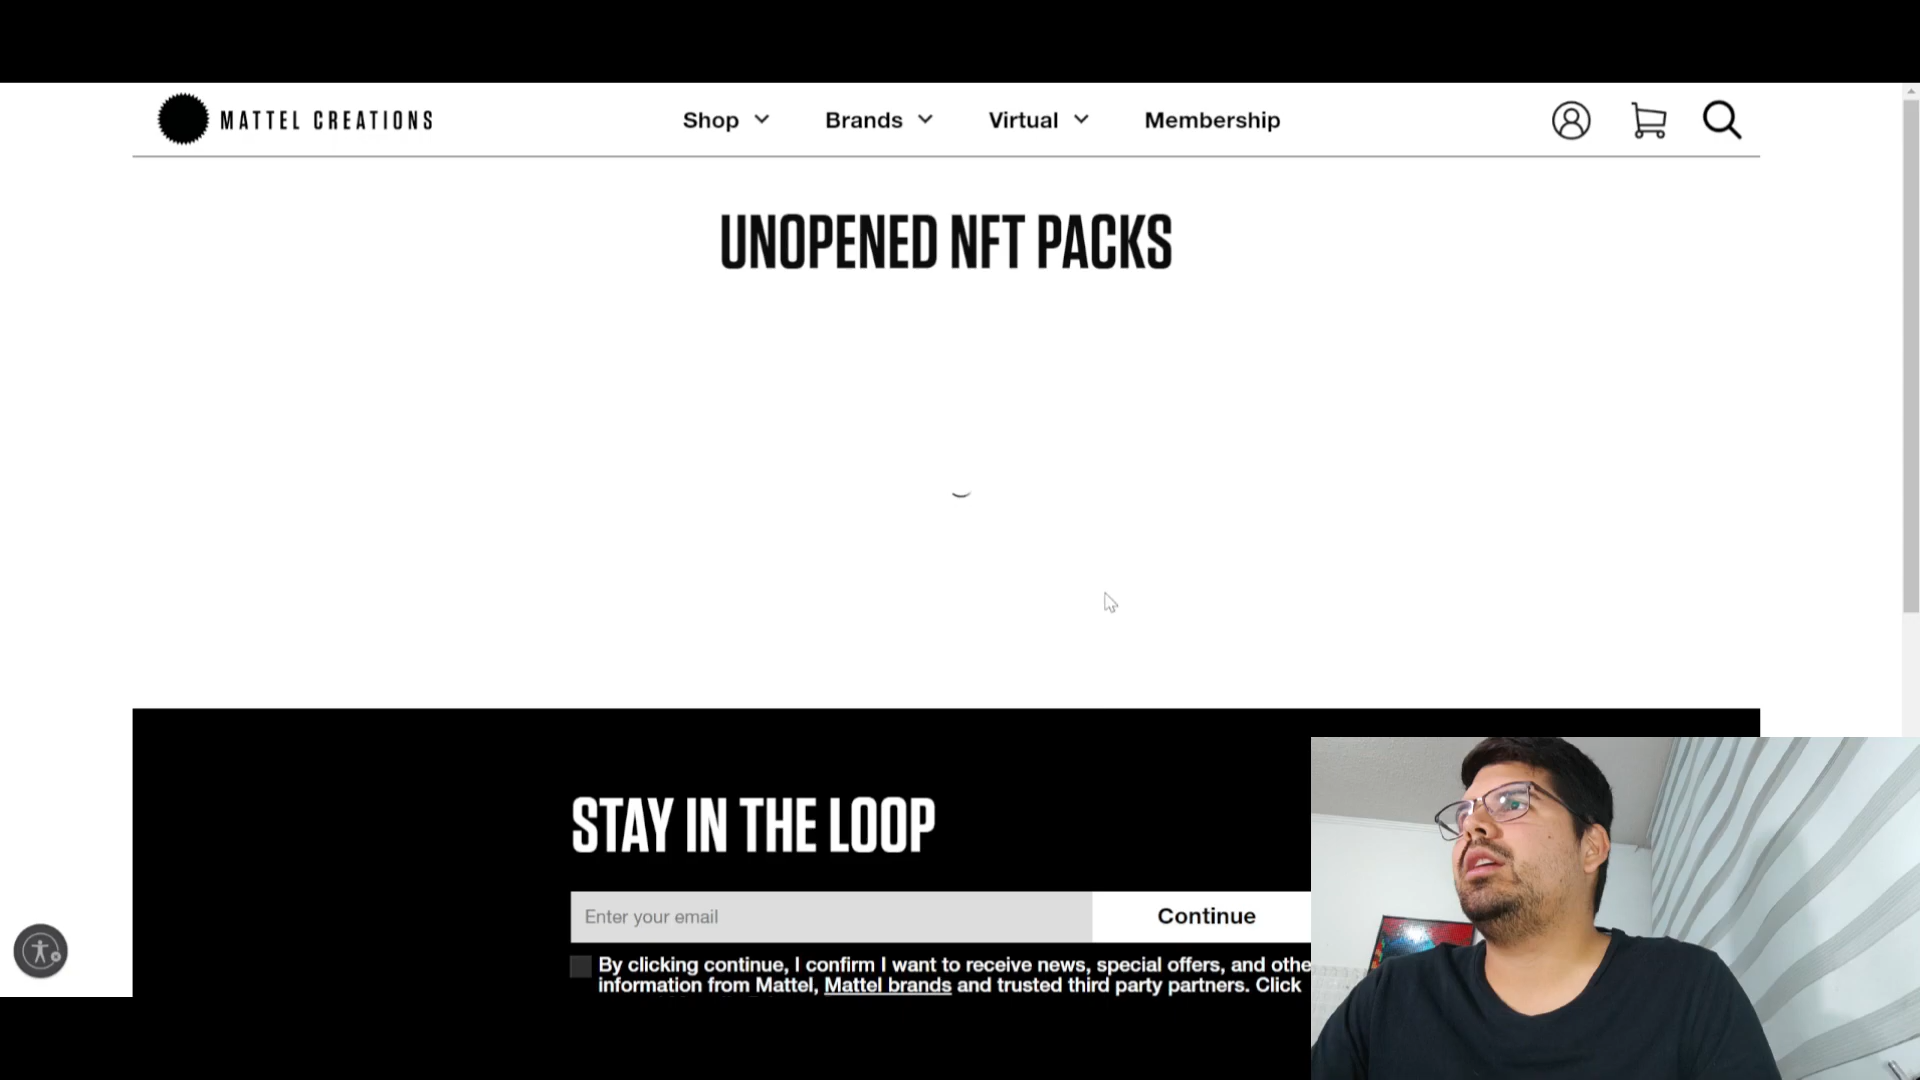 MATTEL CREATIONS
Shop
Brands
Virtual
Membership
UNOPENED NFT PACKS
STAY IN THE LOOP
Enter your email
Continue
By clicking continue, I confirm I want to receive news, special offers, and othe
information from Mattel, Mattel brands and trusted third party partners. Click